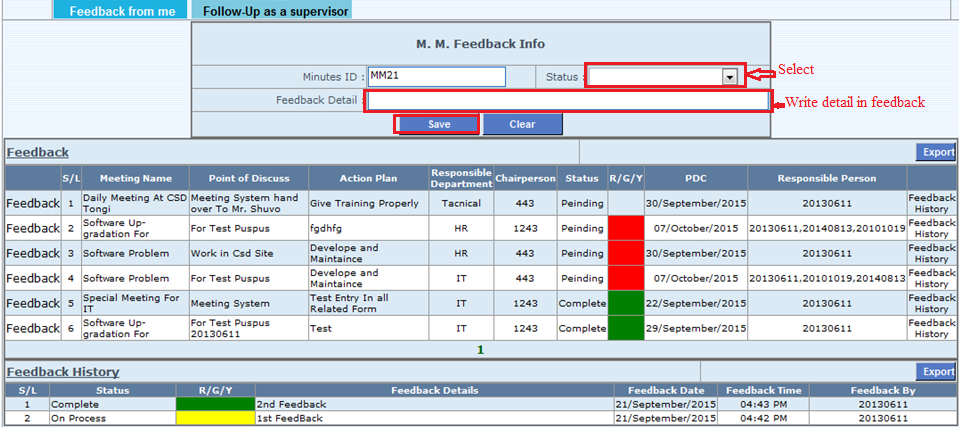 Feedback from me Follow-Up as a supervisor
M. M. Feedback Info
Minutes ID : MM21 Status : Select
Feedback Detail : Write detail in feedback
Save Clear
Feedback Export
S/L Meeting Name Point of Discuss Action Plan Responsible Department Chairperson Status R/G/Y PDC Responsible Person
Feedback 1 Daily Meeting At CSD Tongi Meeting System hand over To Mr. Shuvo Give Training Properly Tacnical 443 Peinding 30/September/2015 20130611 Feedback History
Feedback 2 Software Up-gradation For For Test Puspus fgdhfg HR 1243 Peinding 07/October/2015 20130611,20140813,20101019 Feedback History
Feedback 3 Software Problem Work in Csd Site Develope and Maintaince HR 443 Peinding 30/September/2015 20130611 Feedback History
Feedback 4 Software Problem For Test Puspus Develope and Maintaince IT 443 Peinding 07/October/2015 20130611,20101019,20140813 Feedback History
Feedback 5 Special Meeting For IT Meeting System Test Entry In all Related Form IT 1243 Complete 22/September/2015 20130611 Feedback History
Feedback 6 Software Up-gradation For For Test Puspus 20130611 Test IT 1243 Complete 29/September/2015 20130611 Feedback History
1
Feedback History Export
S/L Status R/G/Y Feedback Details Feedback Date Feedback Time Feedback By
1 Complete 2nd Feedback 21/September/2015 04:43 PM 20130611
2 On Process 1st FeedBack 21/September/2015 04:42 PM 20130611